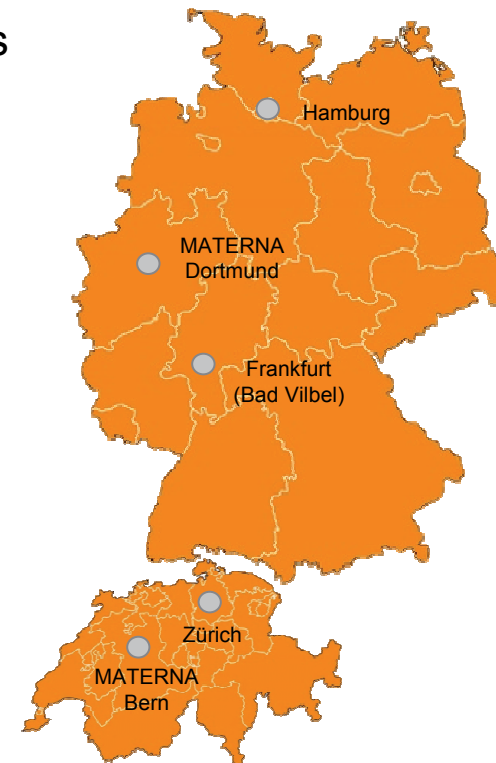 s
Hamburg
MATERNA
Dortmund
Frankfurt
(Bad Vilbel)
Zürich
MATERNA
Bern